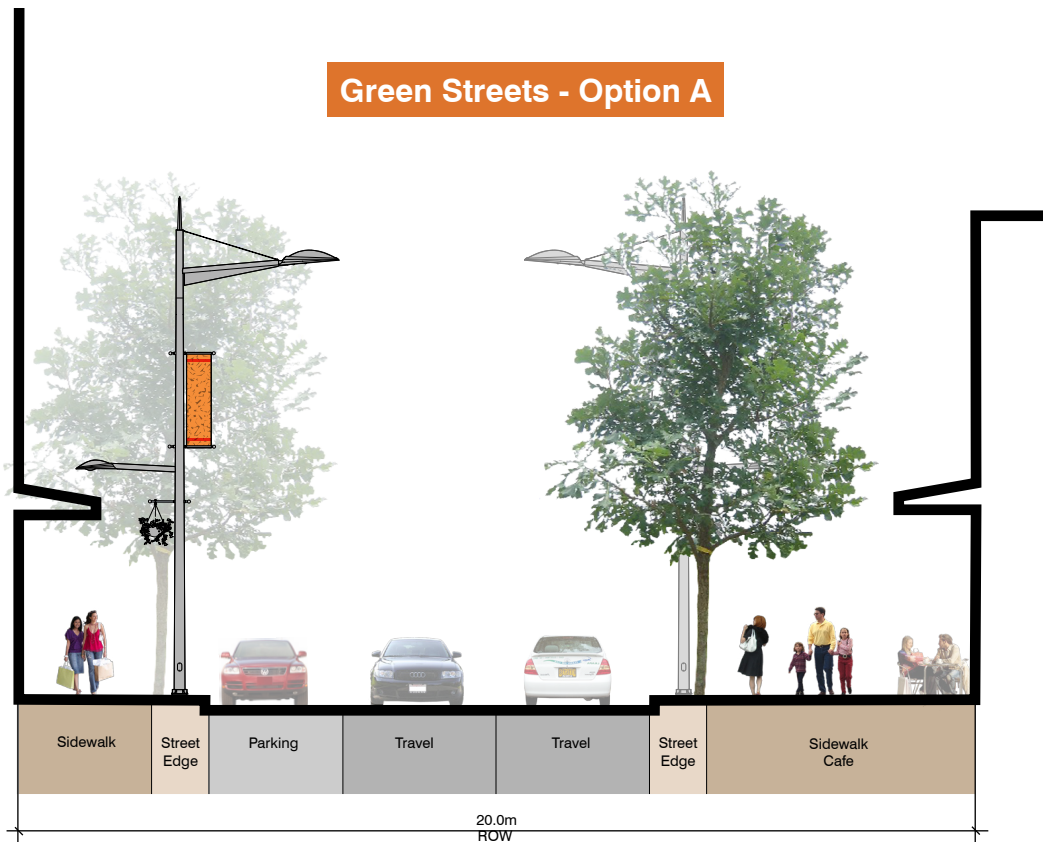 Green Streets - Option A
Sidewalk
Street
Edge
Parking
Travel
Travel
Street
Edge
Sidewalk
Cafe
20.0m
ROW